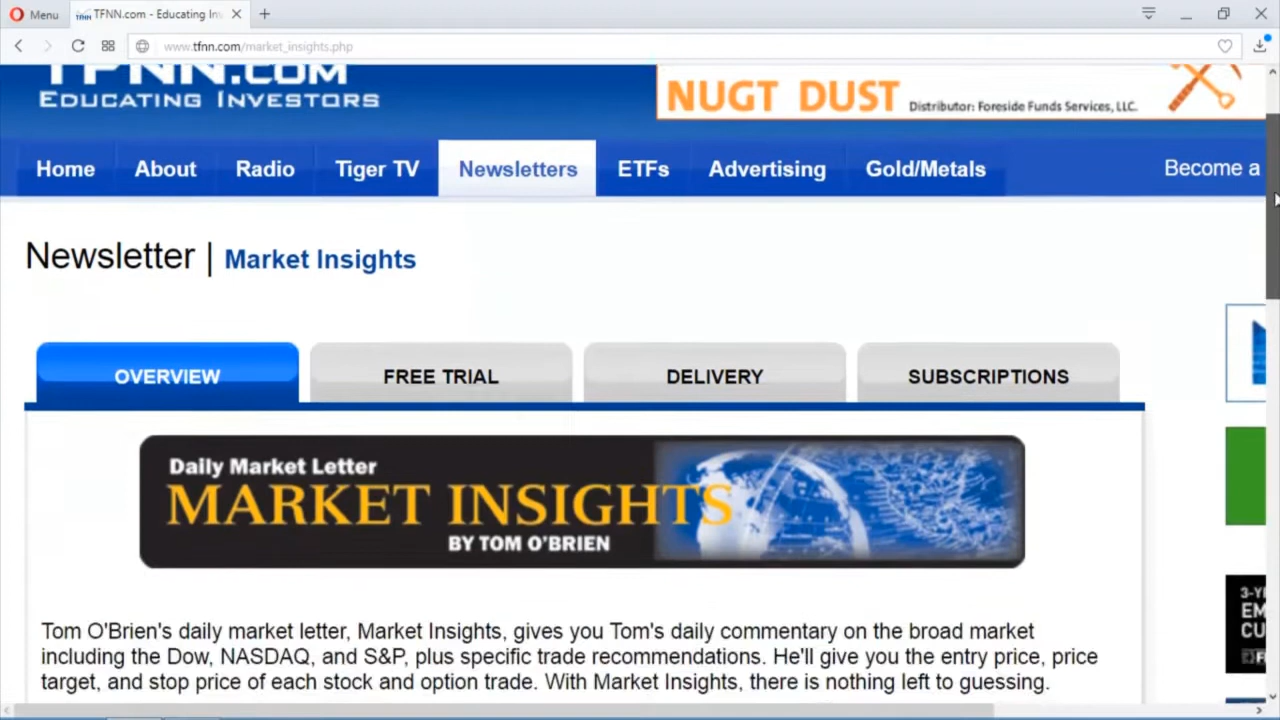 Menu
TFNN.com - Educating In
www.tfnn.com/market_insights.php
TFNN.COM
EDUCATING INVESTORS
NUGT DUST Distributor: Foreside Funds Services, LLC.
Home About Radio Tiger TV Newsletters ETFs Advertising Gold/Metals Become a
Newsletter | Market Insights
OVERVIEW FREE TRIAL DELIVERY SUBSCRIPTIONS
Daily Market Letter
MARKET INSIGHTS
BY TOM O'BRIEN
Tom O'Brien's daily market letter, Market Insights, gives you Tom's daily commentary on the broad market
including the Dow, NASDAQ, and S&P, plus specific trade recommendations. He'll give you the entry price, price
target, and stop price of each stock and option trade. With Market Insights, there is nothing left to guessing.